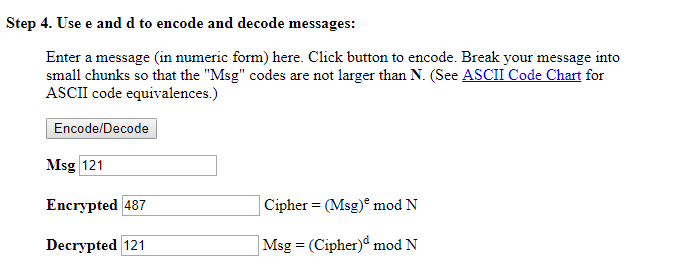 Step 4. Use e and d to encode and decode messages:
Enter a message (in numeric form) here. Click button to encode. Break your message into
small chunks so that the "Msg" codes are not larger than N. (See ASCII Code Chart for
ASCII code equivalences.)
Encode/Decode
Msg 121
Encrypted 487 Cipher = (Msg)ᵉ mod N
Decrypted 121 Msg = (Cipher)ᵈ mod N